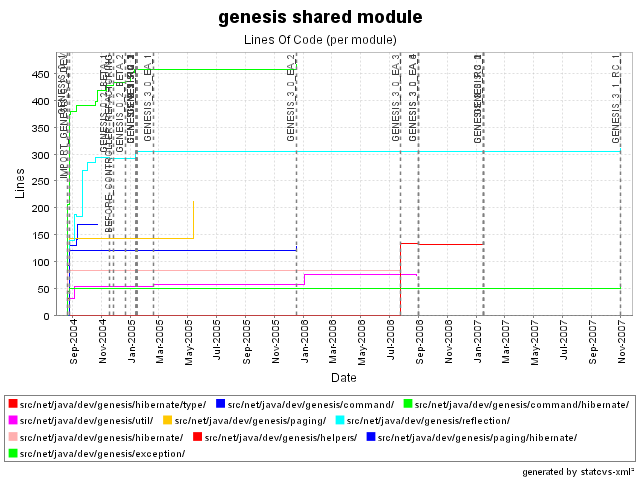 genesis shared module
Lines Of Code (per module)
GENESIS_3_0_EA_1
GENESIS_3_0_EA_2
GENESIS_3_0_EA_3
GENESIS_3_1_RC_1
Lines
450
400
350
300
250
200
150
100
50
0
Sep-2004
Nov-2004
Jan-2005
Mar-2005
May-2005
Jul-2005
Sep-2005
Nov-2005
Jan-2006
Mar-2006
May-2006
Jul-2006
Sep-2006
Nov-2006
Jan-2007
Mar-2007
May-2007
Jul-2007
Sep-2007
Nov-2007
Date
src/net/java/dev/genesis/hibernate/type/ src/net/java/dev/genesis/command/ src/net/java/dev/genesis/command/hibernate/
src/net/java/dev/genesis/util/ src/net/java/dev/genesis/paging/ src/net/java/dev/genesis/reflection/
src/net/java/dev/genesis/hibernate/ src/net/java/dev/genesis/helpers/ src/net/java/dev/genesis/paging/hibernate/
src/net/java/dev/genesis/exception/
generated by statcvs-xml²